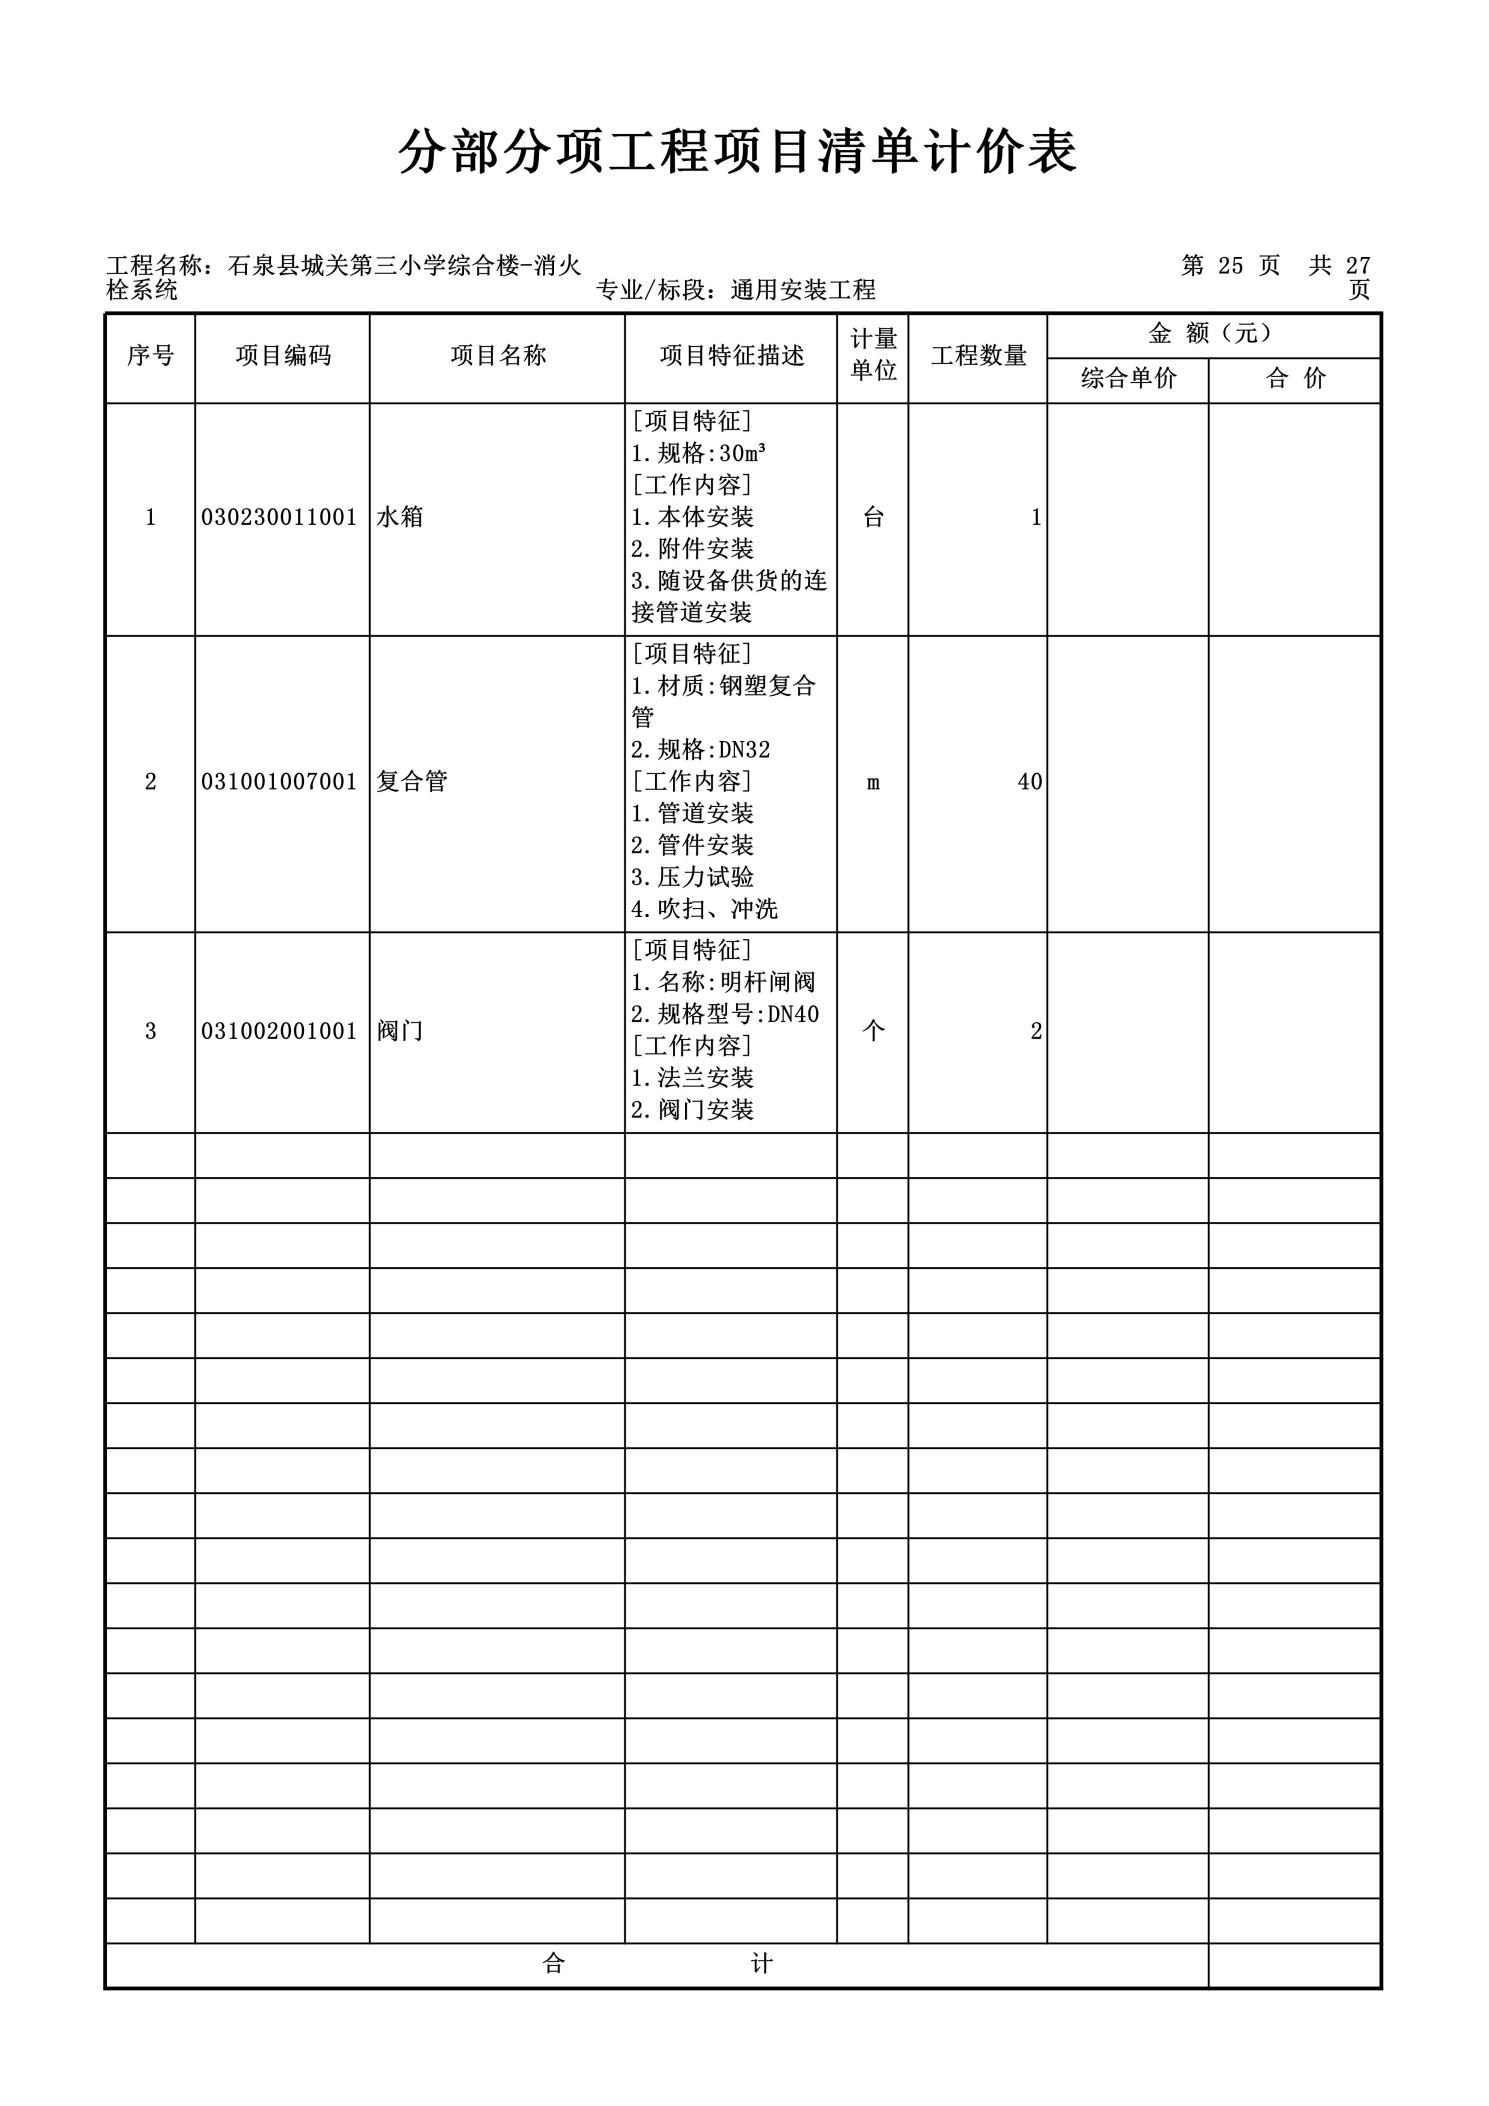 分部分项工程项目清单计价表
工程名称：石泉县城关第三小学综合楼-消火
栓系统
专业/标段：通用安装工程
第 25 页 共 27
页
序号 项目编码 项目名称 项目特征描述 计量
单位 工程数量 金 额（元）
综合单价 合 价
1 030230011001 水箱
[项目特征]
1.规格:30m³
[工作内容]
1.本体安装
2.附件安装
3.随设备供货的连
接管道安装
台 1
2 031001007001 复合管
[项目特征]
1.材质:钢塑复合
管
2.规格:DN32
[工作内容]
1.管道安装
2.管件安装
3.压力试验
4.吹扫、冲洗
m 40
3 031002001001 阀门
[项目特征]
1.名称:明杆闸阀
2.规格型号:DN40
[工作内容]
1.法兰安装
2.阀门安装
个 2
合 计